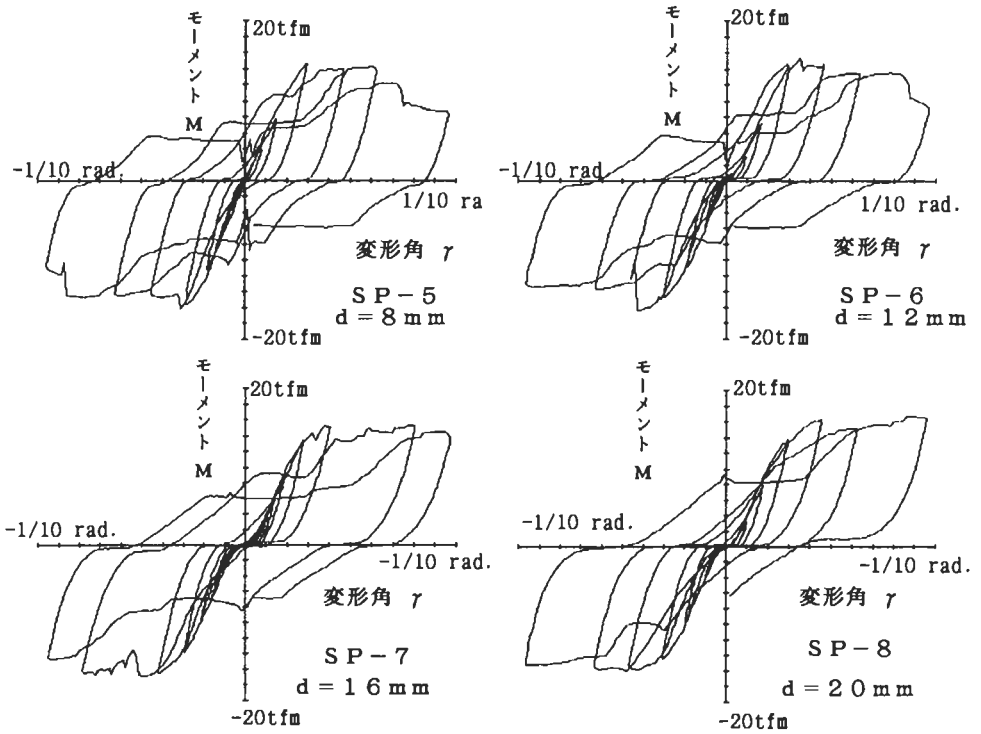 モーメント M
20tfm
-1/10 rad.
1/10 ra
変形角 γ
SP-5
d=8mm
-20tfm
モーメント M
20tfm
-1/10 rad.
1/10 rad.
変形角 γ
SP-6
d=12mm
-20tfm
モーメント M
20tfm
-1/10 rad.
-1/10 rad.
変形角 γ
SP-7
d=16mm
-20tfm
モーメント M
20tfm
-1/10 rad.
-1/10 rad.
変形角 γ
SP-8
d=20mm
-20tfm